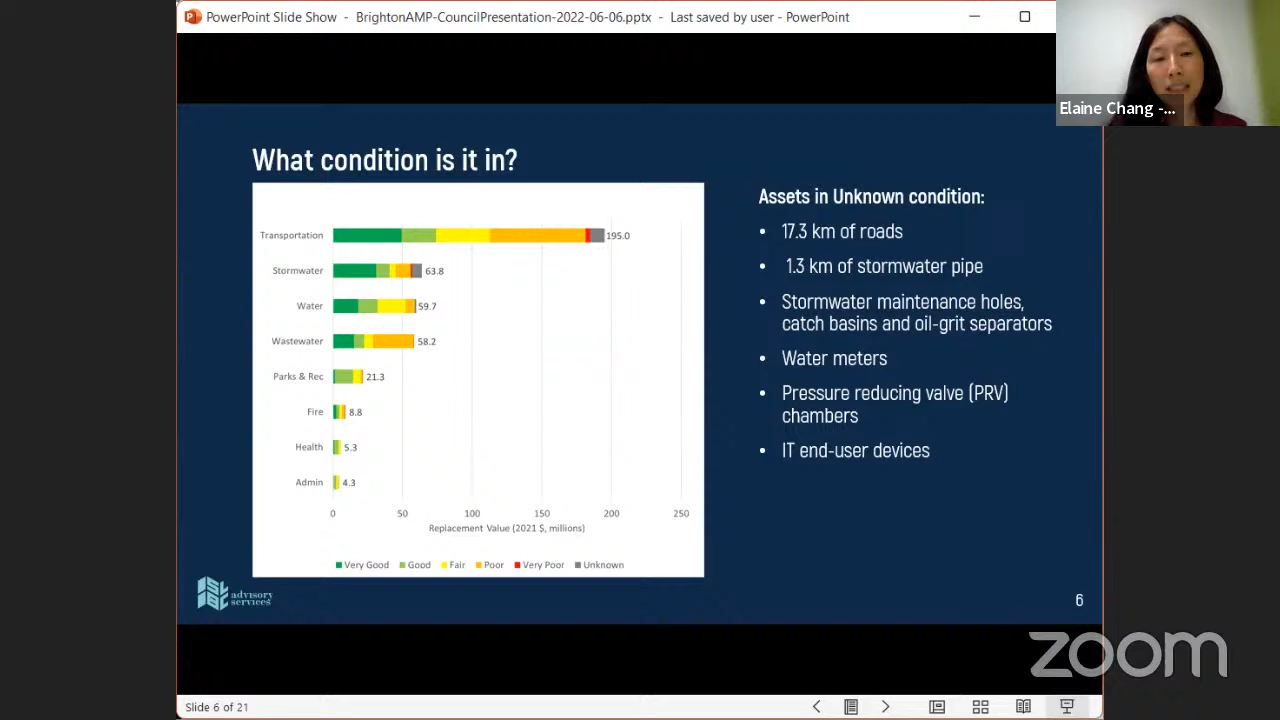 PowerPoint Slide Show - BrightonAMP-CouncilPresentation-2022-06-06.pptx - Last saved by user - PowerPoint
Elaine Chang -...
What condition is it in?
Transportation 195.0
Stormwater 63.8
Water 59.7
Wastewater 58.2
Parks & Rec 21.3
Fire 8.8
Health 5.3
Admin 4.3
0 50 100 150 200 250
Replacement Value (2021 $, millions)
Very Good Good Fair Poor Very Poor Unknown
Assets in Unknown condition:
• 17.3 km of roads
• 1.3 km of stormwater pipe
• Stormwater maintenance holes,
catch basins and oil-grit separators
• Water meters
• Pressure reducing valve (PRV)
chambers
• IT end-user devices
advisory
services
6
zoom
Slide 6 of 21